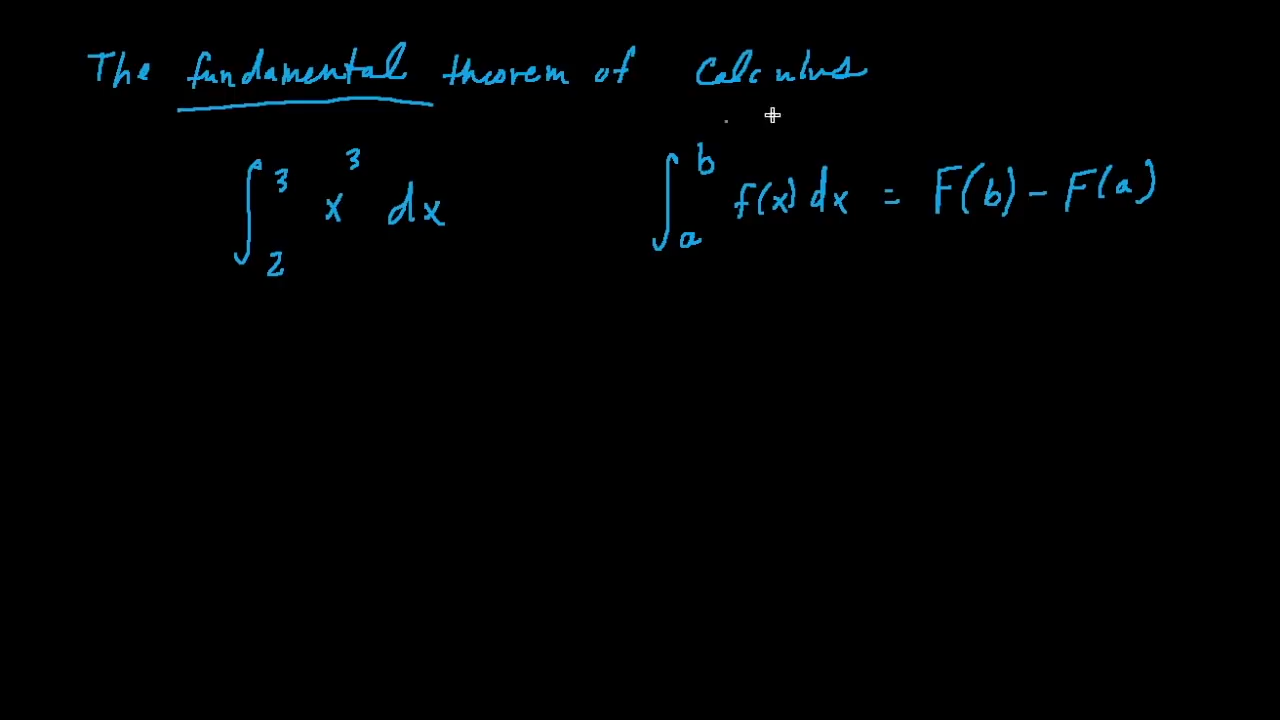 The fundamental theorem of Calculus
∫₂³ x³ dx
∫ₐᵇ f(x) dx = F(b) - F(a)